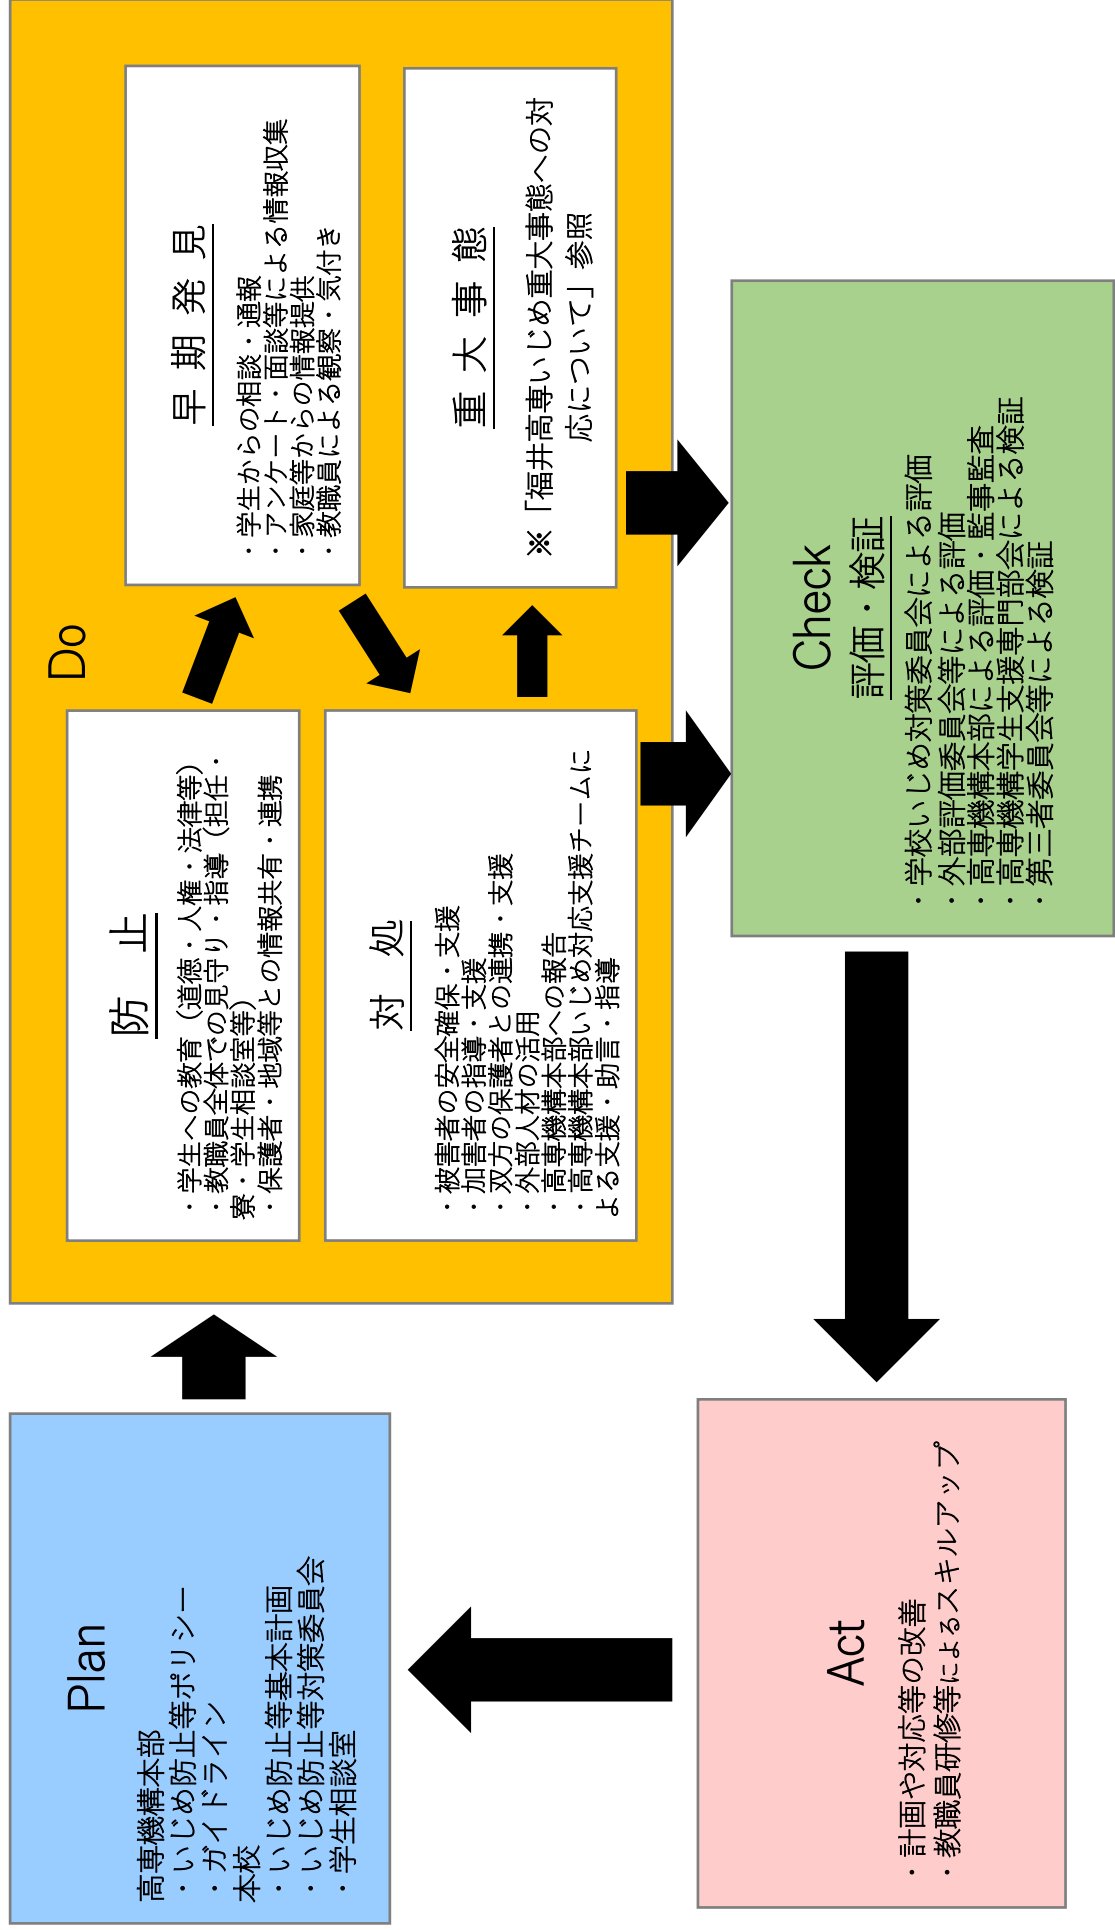 Plan
高専機構本部
・いじめ防止等ポリシー
・ガイドライン
本校
・いじめ防止等基本計画
・いじめ防止等対策委員会
・学生相談室
Do
防　止
・学生への教育（道徳・人権・法律等）
・教職員全体での見守り・指導（担任・
寮・学生相談室等）
・保護者・地域等との情報共有・連携
早 期 発 見
・学生からの相談・通報
・アンケート・面談等による情報収集
・家庭等からの情報提供
・教職員による観察・気付き
対　処
・被害者の安全確保・支援
・加害者の指導・支援
・双方の保護者との連携・支援
・外部人材の活用
・高専機構本部への報告
・高専機構本部いじめ対応支援チームに
よる支援・助言・指導
重 大 事 態
※「福井高専いじめ重大事態への対
応について」参照
Check
評価・検証
・学校いじめ対策委員会による評価
・外部評価委員会等による評価
・高専機構本部による評価・監事監査
・高専機構学生支援専門部会による検証
・第三者委員会等による検証
Act
・計画や対応等の改善
・教職員研修等によるスキルアップ